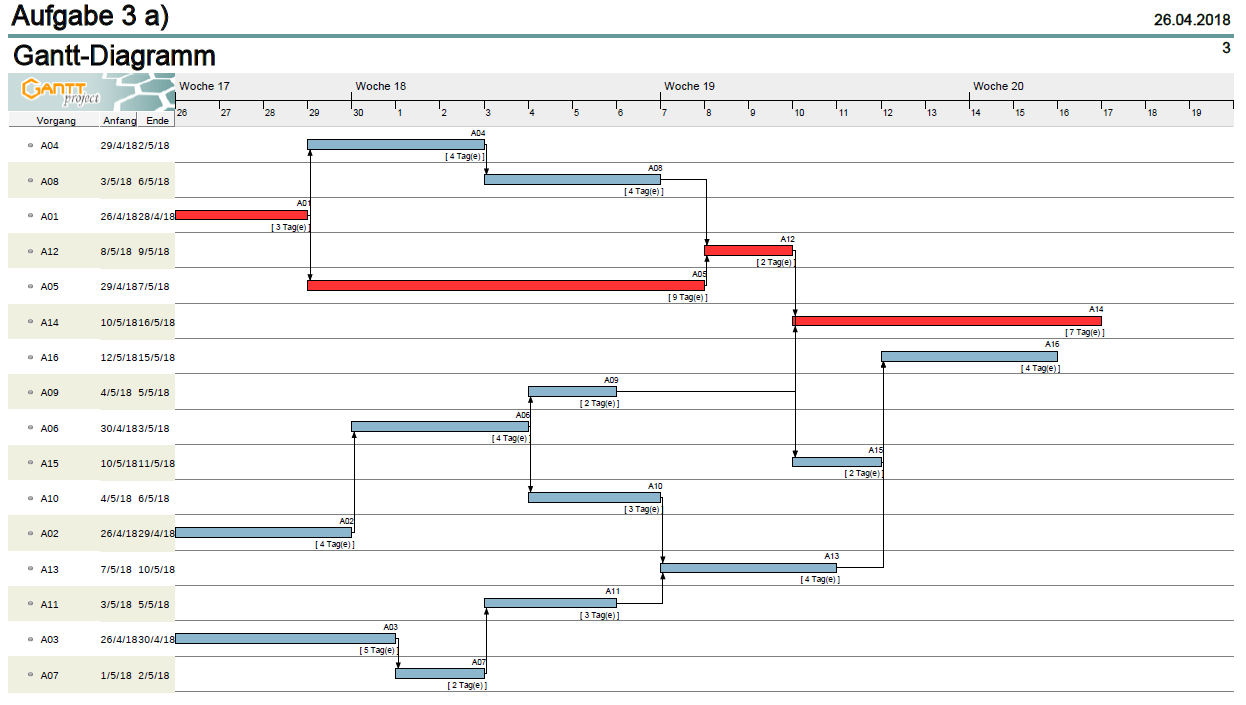 Aufgabe 3 a)
26.04.2018
Gantt-Diagramm
3
GANTT project
Woche 17 Woche 18 Woche 19 Woche 20
26 27 28 29 30 1 2 3 4 5 6 7 8 9 10 11 12 13 14 15 16 17 18 19
Vorgang Anfang Ende
A04 29/4/18 2/5/18 A04
[ 4 Tag(e) ]
A08 3/5/18 6/5/18 A08
[ 4 Tag(e) ]
A01 26/4/18 28/4/18 A01
[ 3 Tag(e) ]
A12 8/5/18 9/5/18 A12
[ 2 Tag(e) ]
A05 29/4/18 7/5/18 A05
[ 9 Tag(e) ]
A14 10/5/18 16/5/18 A14
[ 7 Tag(e) ]
A16 12/5/18 15/5/18 A16
[ 4 Tag(e) ]
A09 4/5/18 5/5/18 A09
[ 2 Tag(e) ]
A06 30/4/18 3/5/18 A06
[ 4 Tag(e) ]
A15 10/5/18 11/5/18 A15
[ 2 Tag(e) ]
A10 4/5/18 6/5/18 A10
[ 3 Tag(e) ]
A02 26/4/18 29/4/18 A02
[ 4 Tag(e) ]
A13 7/5/18 10/5/18 A13
[ 4 Tag(e) ]
A11 3/5/18 5/5/18 A11
[ 3 Tag(e) ]
A03 26/4/18 30/4/18 A03
[ 5 Tag(e) ]
A07 1/5/18 2/5/18 A07
[ 2 Tag(e) ]